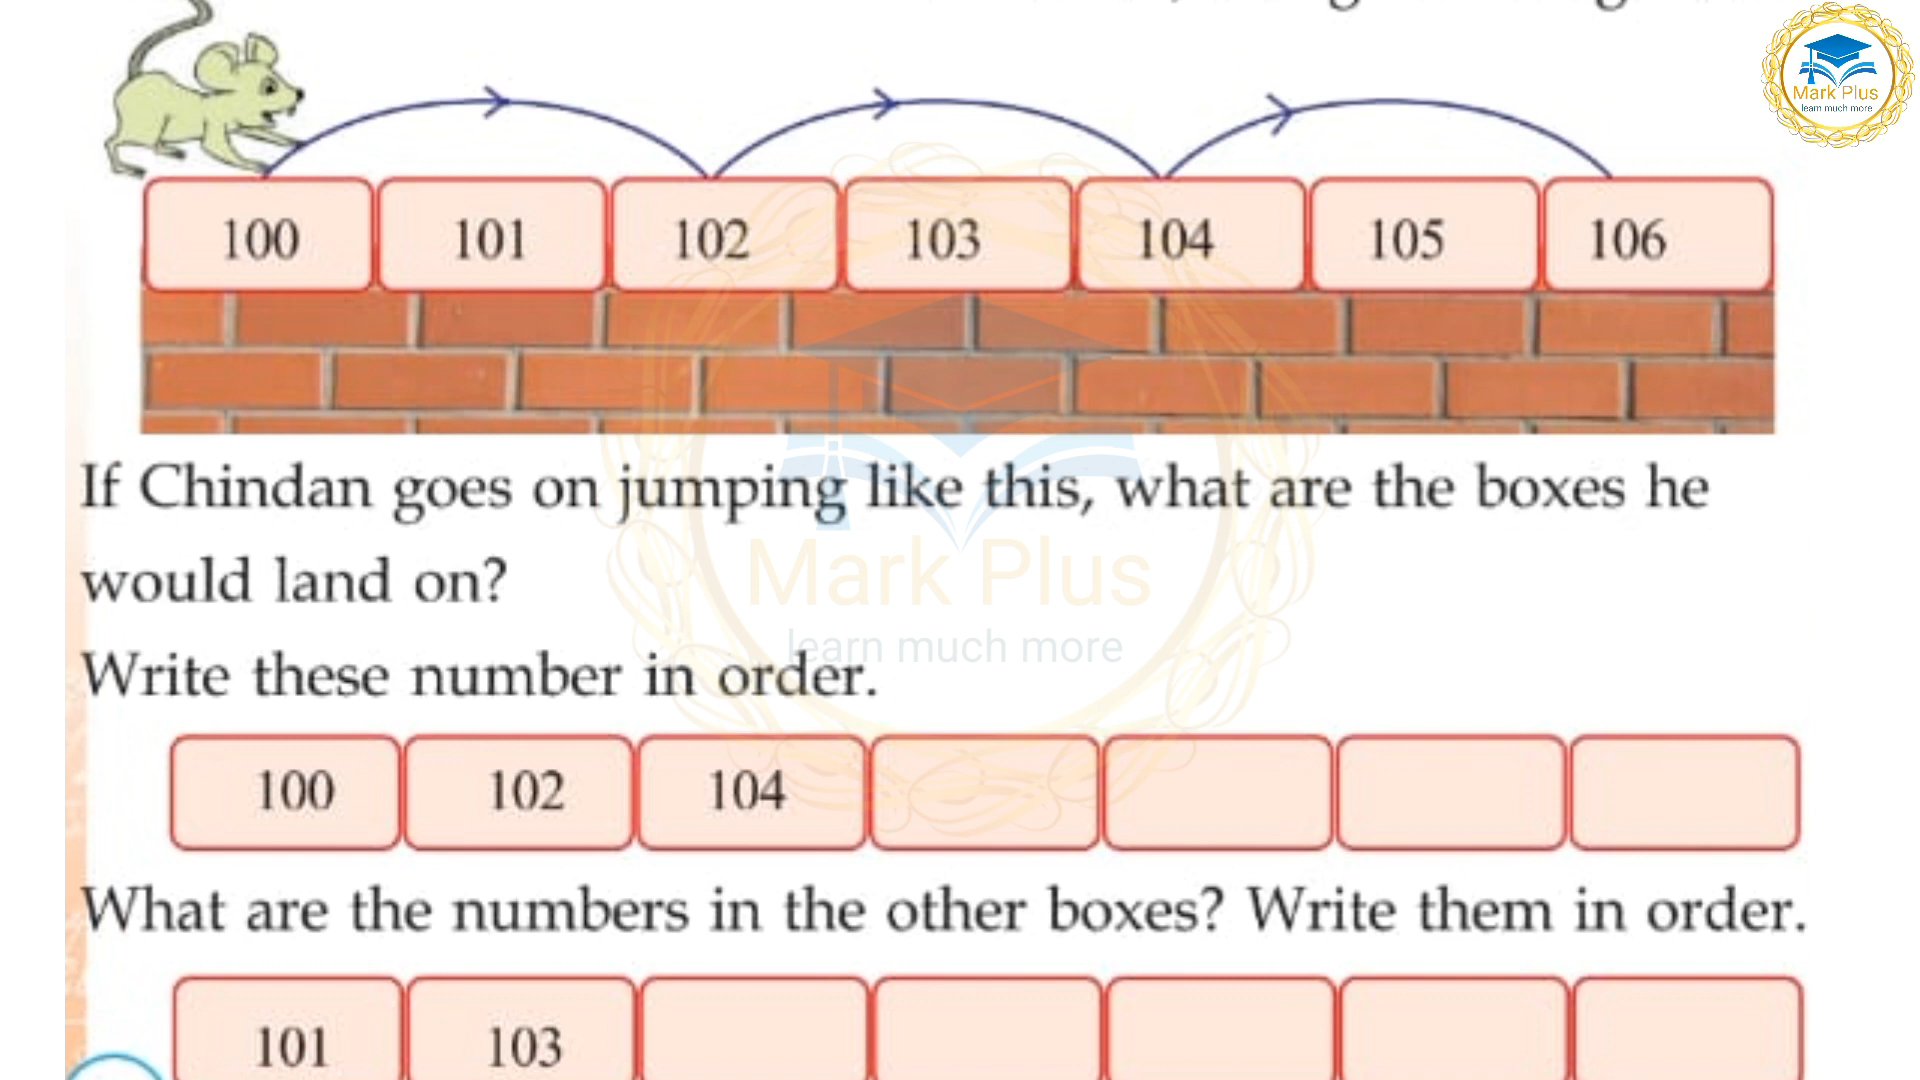 Mark Plus
learn much more
100 101 102 103 104 105 106
If Chindan goes on jumping like this, what are the boxes he
would land on?
Mark Plus
learn much more
Write these number in order.
100 102 104
What are the numbers in the other boxes? Write them in order.
101 103